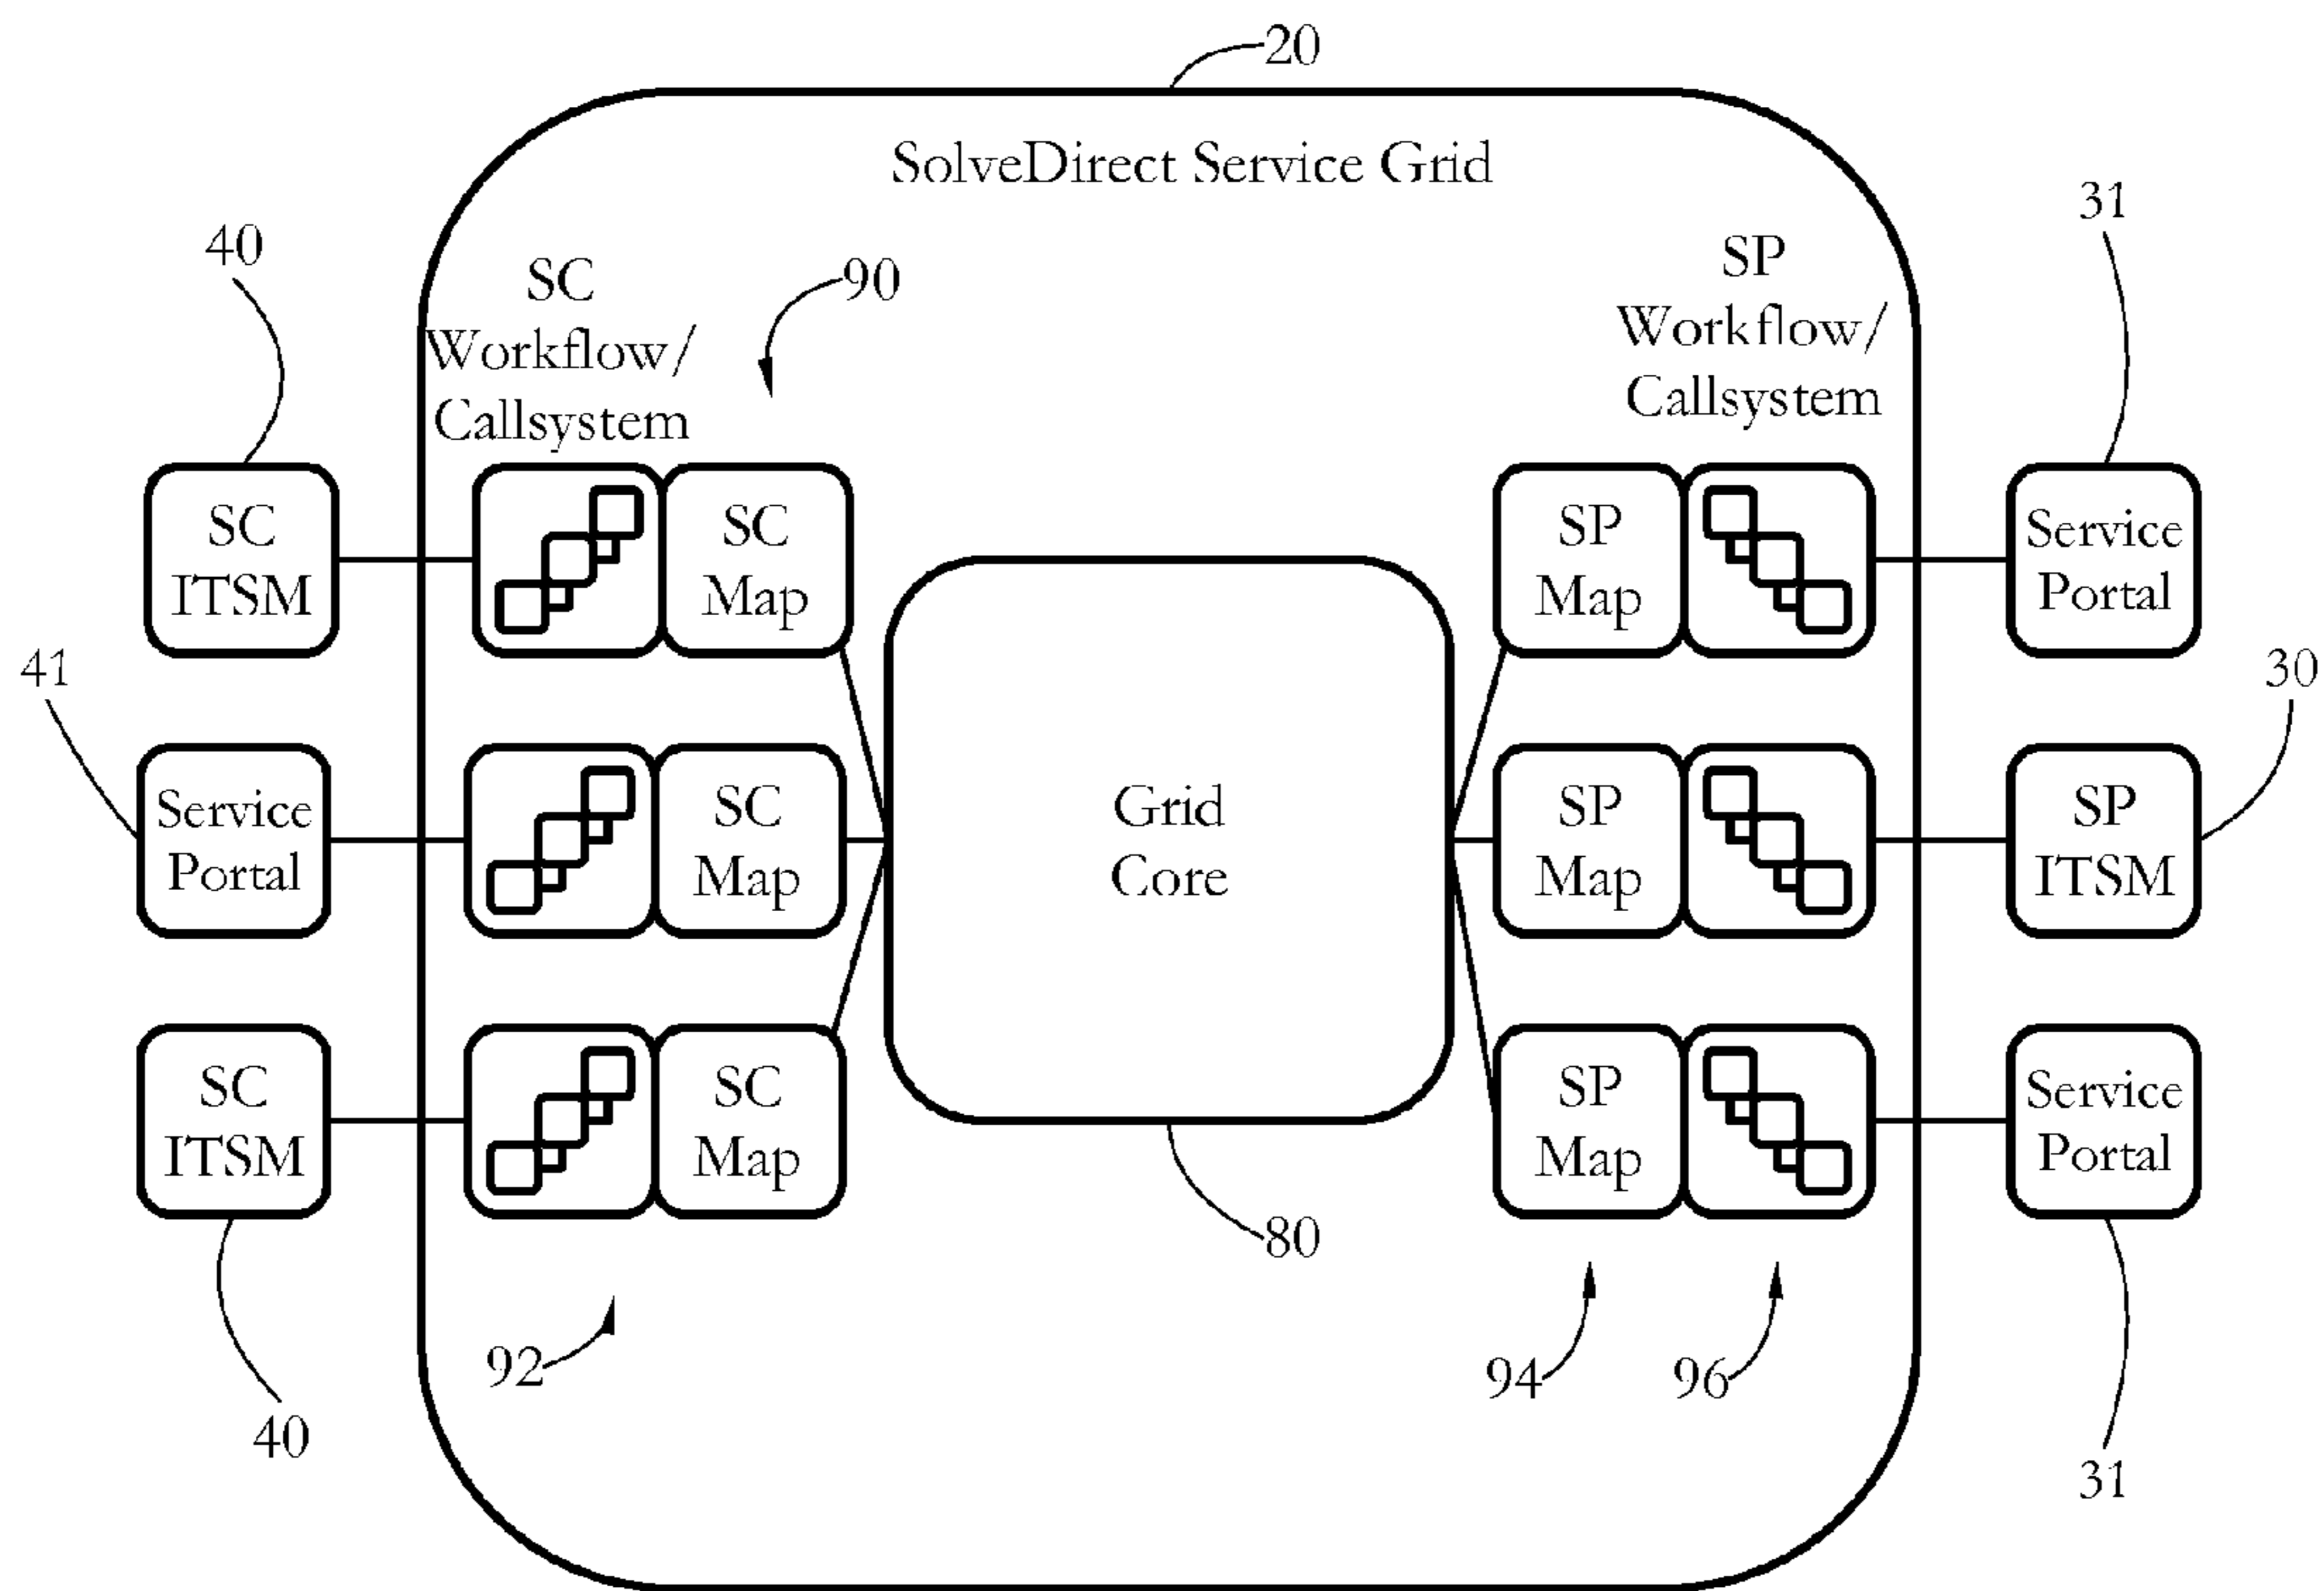 20
SolveDirect Service Grid
31
40
SC
Workflow/
Callsystem
90
SP
Workflow/
Callsystem
SC
ITSM
SC
Map
SP
Map
Service
Portal
41
30
Service
Portal
SC
Map
Grid
Core
SP
Map
SP
ITSM
SC
ITSM
SC
Map
SP
Map
Service
Portal
80
92
94
96
40
31